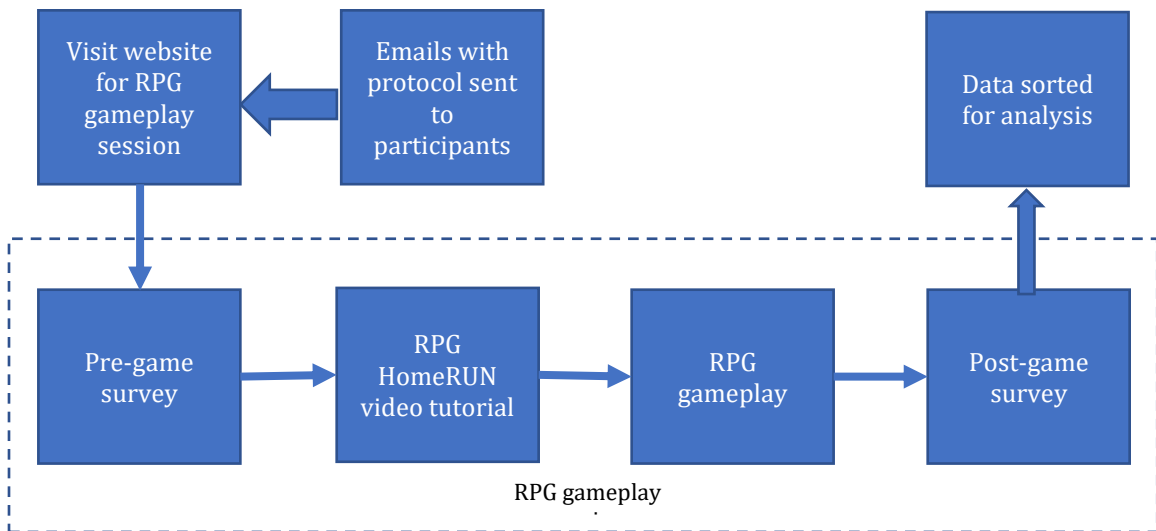 Visit website
for RPG
gameplay
session
Emails with
protocol sent
to
participants
Data sorted
for analysis
Pre-game
survey
RPG
HomeRUN
video tutorial
RPG
gameplay
Post-game
survey
RPG gameplay